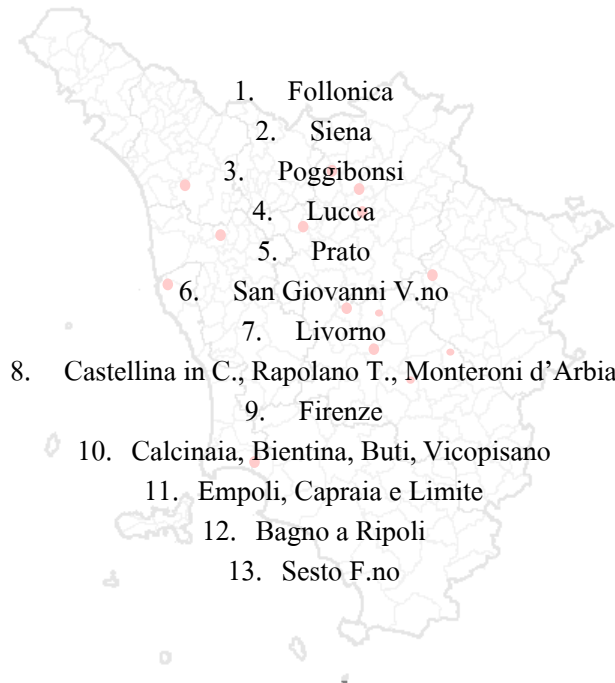 1. Follonica
2. Siena
3. Poggibonsi
4. Lucca
5. Prato
6. San Giovanni V.no
7. Livorno
8. Castellina in C., Rapolano T., Monteroni d’Arbia
9. Firenze
10. Calcinaia, Bientina, Buti, Vicopisano
11. Empoli, Capraia e Limite
12. Bagno a Ripoli
13. Sesto F.no